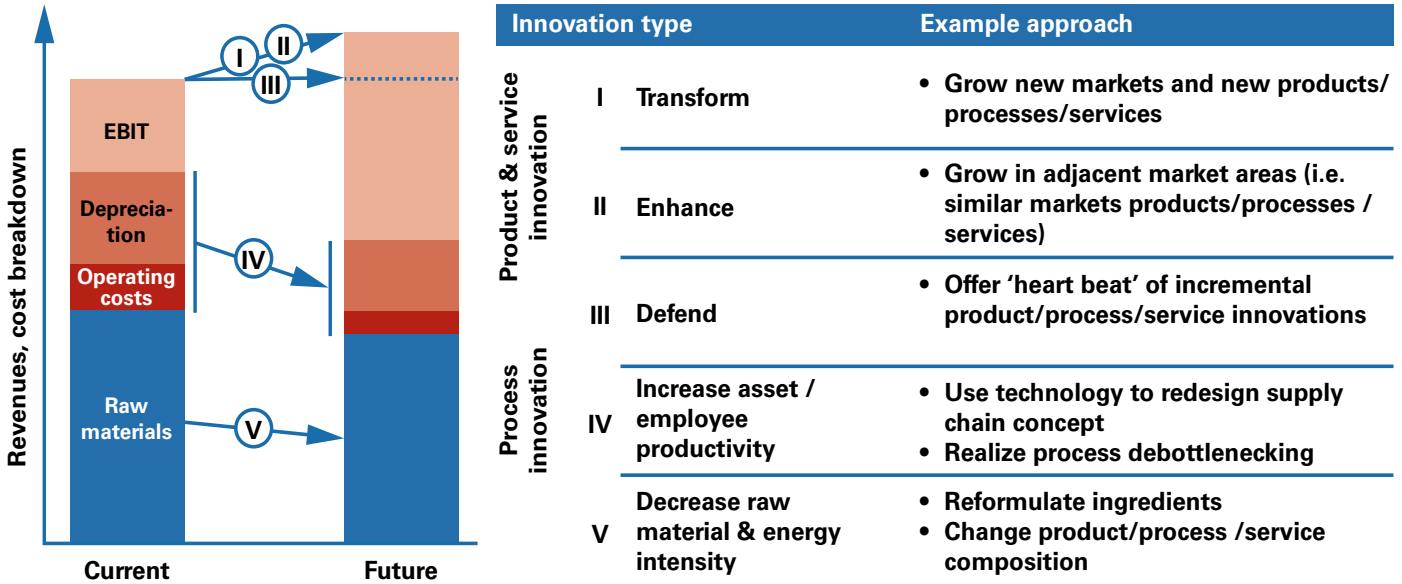 Revenues, cost breakdown
I
II
III
EBIT
Deprecia-
tion
Operating
costs
Raw
materials
IV
V
Current
Future
Innovation type
Example approach
Product & service
innovation
I
Transform
• Grow new markets and new products/
processes/services
II
Enhance
• Grow in adjacent market areas (i.e.
similar markets products/processes /
services)
III
Defend
• Offer ‘heart beat’ of incremental
product/process/service innovations
Process
innovation
IV
Increase asset /
employee
productivity
• Use technology to redesign supply
chain concept
• Realize process debottlenecking
V
Decrease raw
material & energy
intensity
• Reformulate ingredients
• Change product/process /service
composition